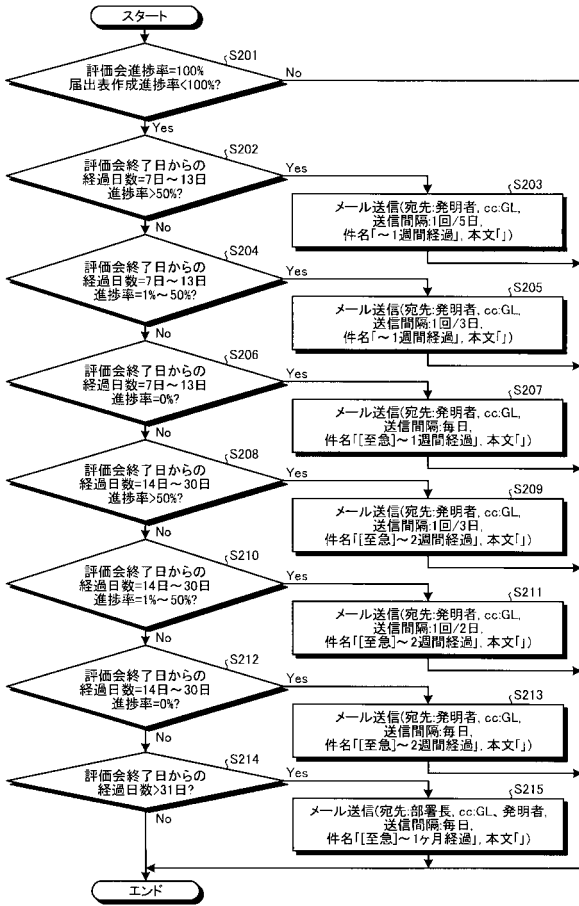 スタート
S201
評価会進捗率=100%
届出表作成進捗率<100%?
No
Yes
S202
評価会終了日からの
経過日数=7日～13日
進捗率>50%?
Yes
No
S203
メール送信(宛先:発明者, cc:GL,
送信間隔:1回/5日,
件名「～1週間経過」, 本文「」)
S204
評価会終了日からの
経過日数=7日～13日
進捗率=1%～50%?
Yes
No
S205
メール送信(宛先:発明者, cc:GL,
送信間隔:1回/3日,
件名「～1週間経過」, 本文「」)
S206
評価会終了日からの
経過日数=7日～13日
進捗率=0%?
Yes
No
S207
メール送信(宛先:発明者, cc:GL,
送信間隔:毎日,
件名「[至急]～1週間経過」, 本文「」)
S208
評価会終了日からの
経過日数=14日～30日
進捗率>50%?
Yes
No
S209
メール送信(宛先:発明者, cc:GL,
送信間隔:1回/3日,
件名「[至急]～2週間経過」, 本文「」)
S210
評価会終了日からの
経過日数=14日～30日
進捗率=1%～50%?
Yes
No
S211
メール送信(宛先:発明者, cc:GL,
送信間隔:1回/2日,
件名「[至急]～2週間経過」, 本文「」)
S212
評価会終了日からの
経過日数=14日～30日
進捗率=0%?
Yes
No
S213
メール送信(宛先:発明者, cc:GL,
送信間隔:毎日,
件名「[至急]～2週間経過」, 本文「」)
S214
評価会終了日からの
経過日数>31日?
Yes
No
S215
メール送信(宛先:部署長, cc:GL、発明者,
送信間隔:毎日,
件名「[至急]～1ヶ月経過」, 本文「」)
エンド